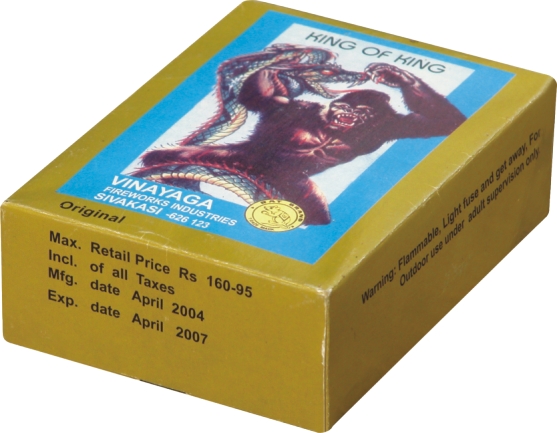 KING OF KING
VINAYAGA
FIREWORKS INDUSTRIES
SIVAKASI -626 123
Original
Max. Retail Price Rs 160-95
Incl. of all Taxes
Mfg. date April 2004
Exp. date April 2007
Warning: Flammable, Light fuse and get away. For
Outdoor use under adult supervision only.